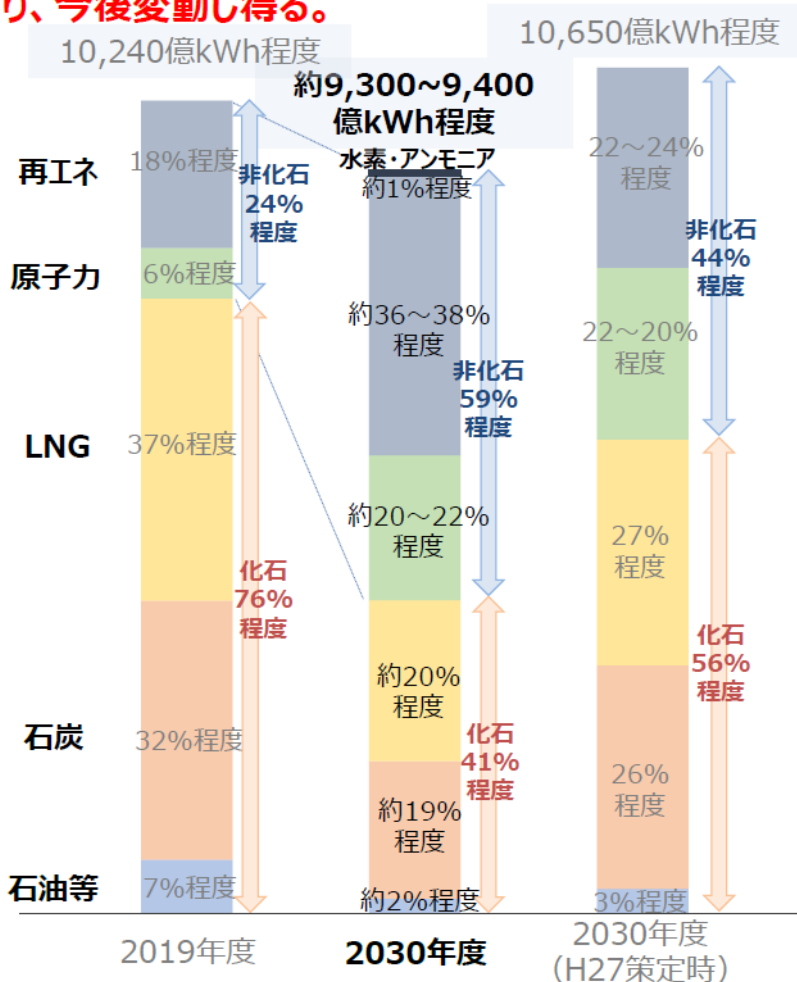 り、今後変動し得る。
10,240億kWh程度
約9,300~9,400
億kWh程度
10,650億kWh程度
水素・アンモニア
再エネ
18%程度
非化石
24%
程度
約1%程度
22～24%
程度
非化石
44%
程度
原子力
6%程度
約36～38%
程度
非化石
59%
程度
22～20%
程度
LNG
37%程度
約20～22%
程度
27%
程度
化石
76%
程度
約20%
程度
化石
56%
程度
石炭
32%程度
化石
41%
程度
約19%
程度
26%
程度
石油等
7%程度
約2%程度
3%程度
2019年度
2030年度
2030年度
（H27策定時）